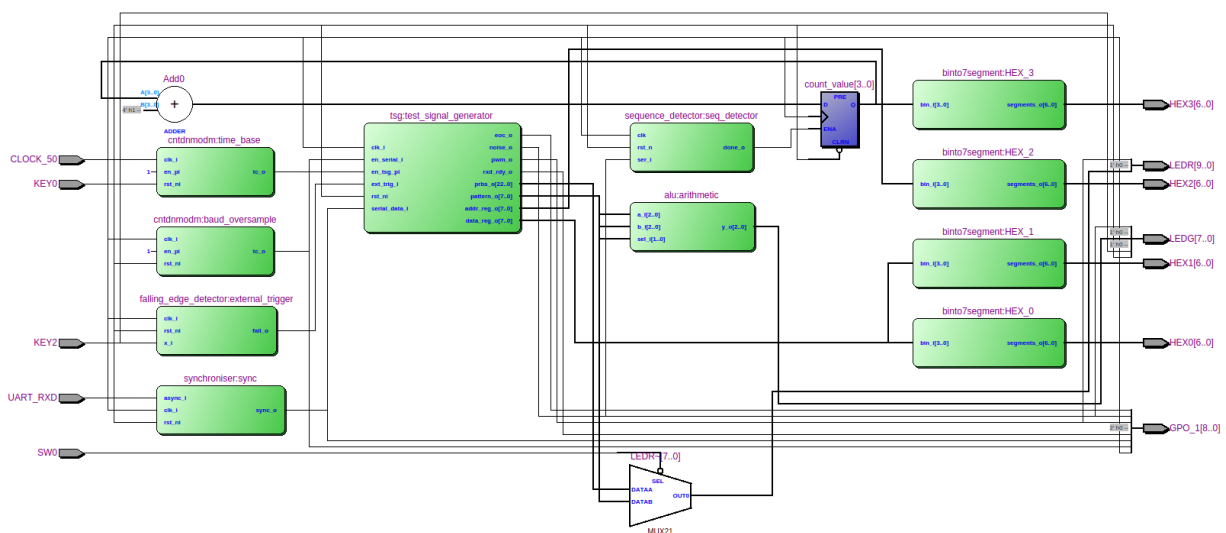 Add0
A[3..0]
B[3..0]
4' h1
+
ADDER
CLOCK_50
KEY0
KEY2
UART_RXD
SW0
cntdnmodm:time_base
clk_i
1
en_pi
rst_ni
tc_o
cntdnmodm:baud_oversample
clk_i
1
en_pi
rst_ni
tc_o
falling_edge_detector:external_trigger
clk_i
rst_ni
x_i
fall_o
synchroniser:sync
async_i
clk_i
rst_ni
sync_o
tsg:test_signal_generator
clk_i
en_serial_i
en_tsg_pi
ext_trig_i
rst_ni
serial_data_i
eoc_o
noise_o
pwm_o
rxd_rdy_o
prbs_o[22..0]
pattern_o[7..0]
addr_reg_o[7..0]
data_reg_o[7..0]
sequence_detector:seq_detector
clk
rst_n
ser_i
done_o
alu:arithmetic
a_i[2..0]
b_i[2..0]
sel_i[1..0]
y_o[2..0]
LEDR~[7..0]
SEL
DATAA
DATAB
OUT0
MUX21
count_value[3..0]
PRE
D
Q
ENA
CLRN
binto7segment:HEX_3
bin_i[3..0]
segments_o[6..0]
binto7segment:HEX_2
bin_i[3..0]
segments_o[6..0]
binto7segment:HEX_1
bin_i[3..0]
segments_o[6..0]
binto7segment:HEX_0
bin_i[3..0]
segments_o[6..0]
HEX3[6..0]
LEDR[9..0]
HEX2[6..0]
LEDG[7..0]
HEX1[6..0]
HEX0[6..0]
GPO_1[8..0]